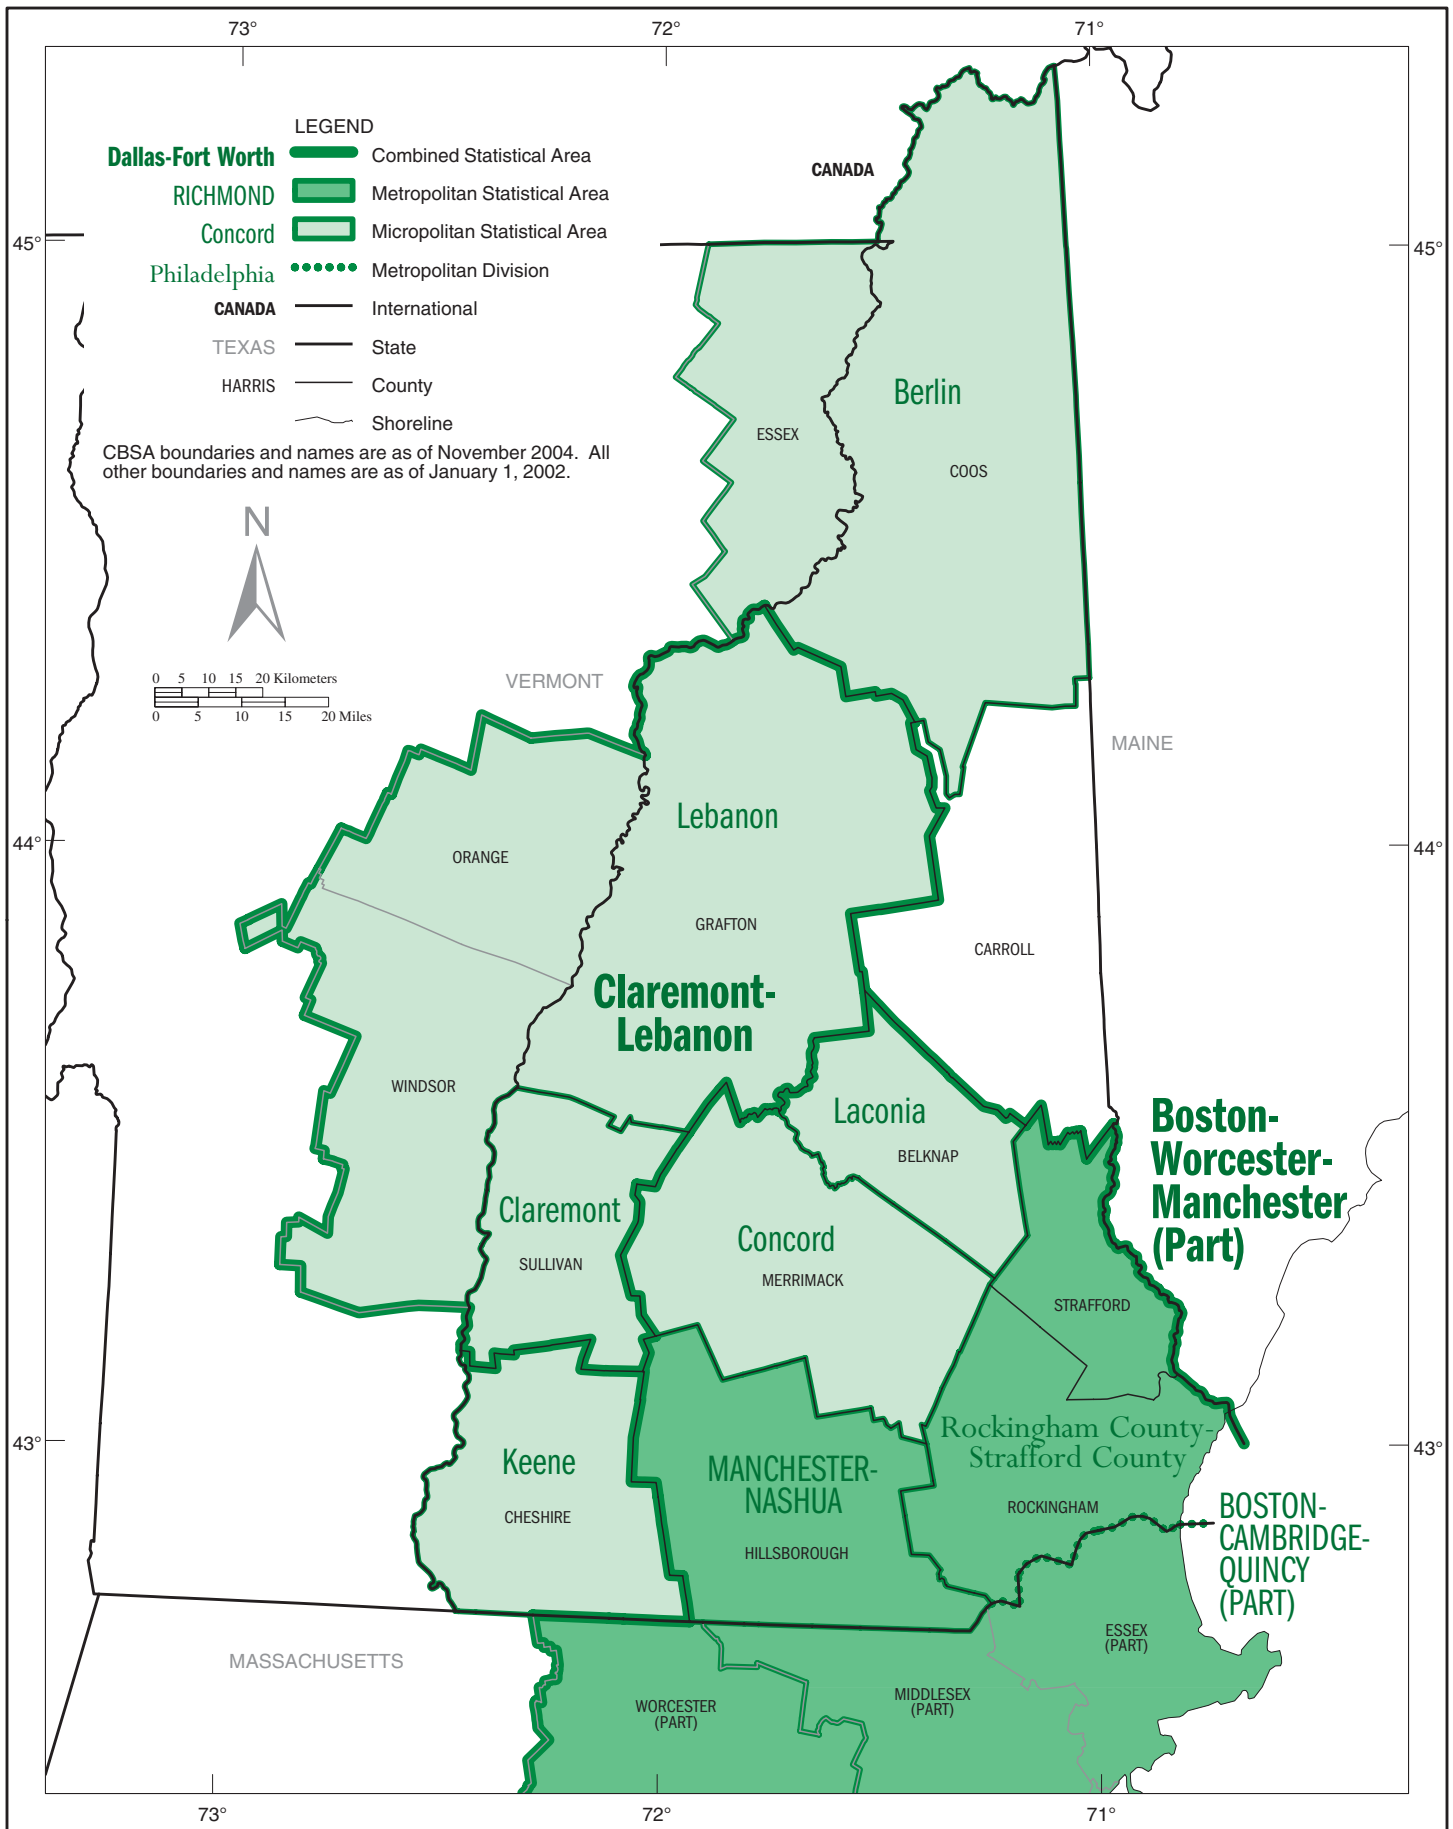 73°
72°
71°
LEGEND
Dallas-Fort Worth Combined Statistical Area
RICHMOND Metropolitan Statistical Area
Concord Micropolitan Statistical Area
Philadelphia Metropolitan Division
CANADA International
TEXAS State
HARRIS County
Shoreline
CBSA boundaries and names are as of November 2004. All
other boundaries and names are as of January 1, 2002.
CANADA
45°
45°
Berlin
ESSEX
COOS
N
0 5 10 15 20 Kilometers
0 5 10 15 20 Miles
VERMONT
MAINE
Lebanon
44°
44°
ORANGE
GRAFTON
CARROLL
Claremont-
Lebanon
WINDSOR
Laconia
BELKNAP
Boston-
Worcester-
Manchester
(Part)
Claremont
SULLIVAN
Concord
MERRIMACK
STRAFFORD
43°
43°
Rockingham County-
Strafford County
Keene
CHESHIRE
MANCHESTER-
NASHUA
HILLSBOROUGH
ROCKINGHAM
BOSTON-
CAMBRIDGE-
QUINCY
(PART)
ESSEX
(PART)
MASSACHUSETTS
WORCESTER
(PART)
MIDDLESEX
(PART)
73°
72°
71°